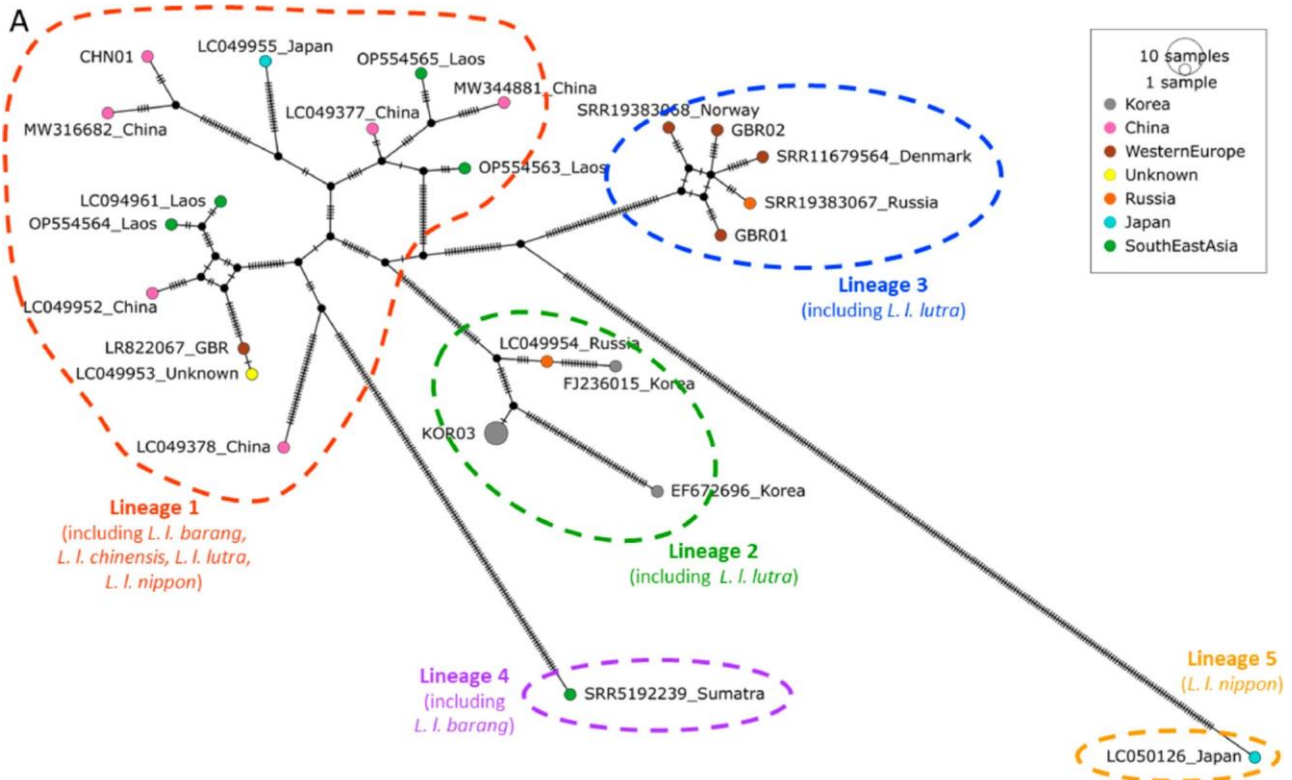 A
CHN01
LC049955_Japan
OP554565_Laos
MW344881_China
MW316682_China
LC049377_China
OP554563_Laos
LC094961_Laos
OP554564_Laos
LC049952_China
LR822067_GBR
LC049953_Unknown
LC049378_China
Lineage 1
(including L. l. barang,
L. l. chinensis, L. l. lutra,
L. l. nippon)
SRR19383068_Norway
GBR02
SRR11679564_Denmark
SRR19383067_Russia
GBR01
Lineage 3
(including L. l. lutra)
LC049954_Russia
FJ236015_Korea
KOR03
EF672696_Korea
Lineage 2
(including L. l. lutra)
Lineage 4
(including
L. l. barang)
SRR5192239_Sumatra
Lineage 5
(L. l. nippon)
LC050126_Japan
10 samples
1 sample
Korea
China
WesternEurope
Unknown
Russia
Japan
SouthEastAsia